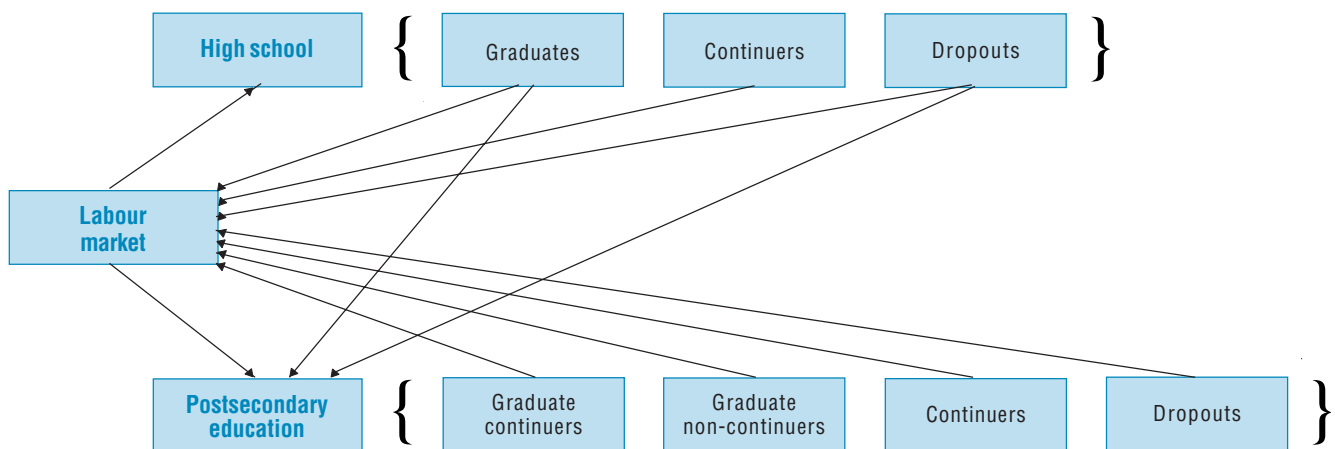 High school
{
Graduates
Continuers
Dropouts
}
Labour
market
Postsecondary
education
{
Graduate
continuers
Graduate
non-continuers
Continuers
Dropouts
}